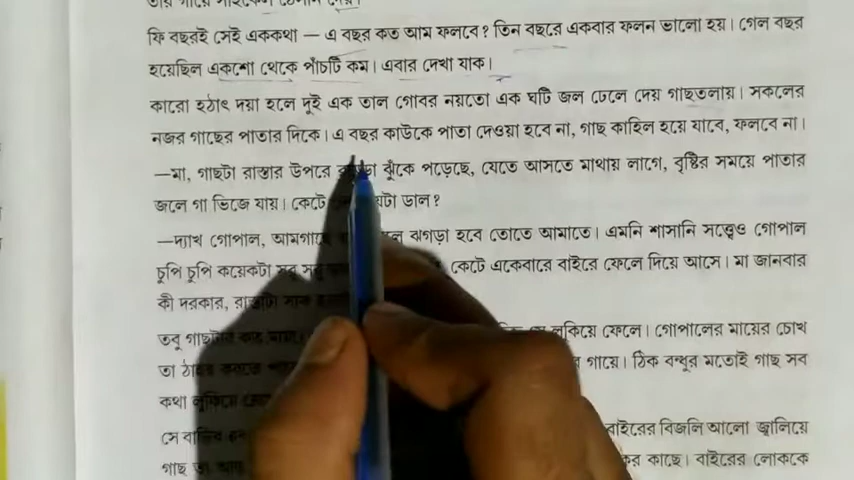 ফি বছরই সেই এককথা — এ বছর কত আম ফলবে? তিন বছরে একবার ফলন ভালো হয়। গেল বছর
হয়েছিল একশো থেকে পাঁচটি কম। এবার দেখা যাক।
কারো হঠাৎ দয়া হলে দুই এক তাল গোবর নয়তো এক ঘটি জল ঢেলে দেয় গাছতলায়। সকলের
নজর গাছের পাতার দিকে। এ বছর কাউকে পাতা দেওয়া হবে না, গাছ কাহিল হয়ে যাবে, ফলবে না।
—মা, গাছটা রাস্তার উপরে ঝুঁকে পড়েছে, যেতে আসতে মাথায় লাগে, বৃষ্টির সময়ে পাতার
জলে গা ভিজে যায়। কেটে ডাল?
—দ্যাখ গোপাল, ঝগড়া হবে তোতে আমাতে। এমনি শাসানি সত্ত্বেও গোপাল
চুপি চুপি কয়েকটা কেটে একেবারে বাইরে ফেলে দিয়ে আসে। মা জানবার
কী দরকার,
তবু লুকিয়ে ফেলে। গোপালের মায়ের চোখ
তা গায়ে। ঠিক বন্ধুর মতোই গাছ সব
কথা
সে বাইরের বিজলি আলো জ্বালিয়ে
গাছ কাছে। বাইরের লোককে